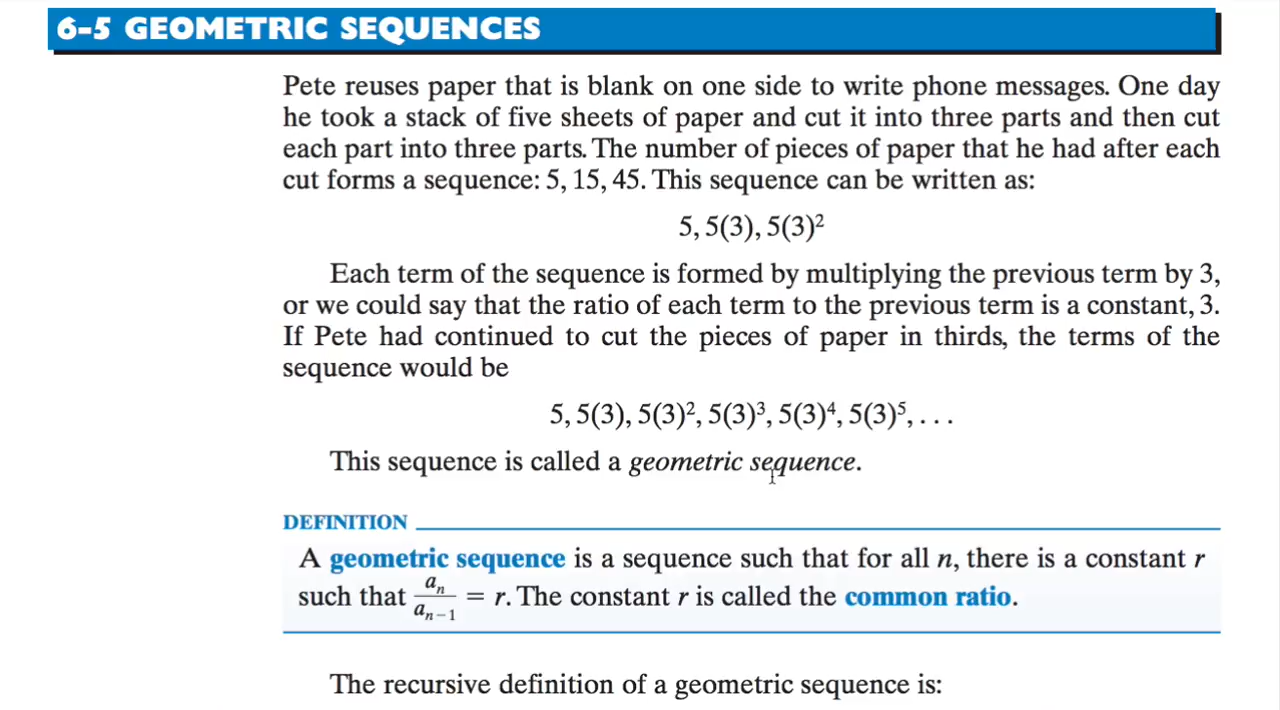 6-5 GEOMETRIC SEQUENCES
Pete reuses paper that is blank on one side to write phone messages. One day
he took a stack of five sheets of paper and cut it into three parts and then cut
each part into three parts. The number of pieces of paper that he had after each
cut forms a sequence: 5, 15, 45. This sequence can be written as:
5, 5(3), 5(3)²
Each term of the sequence is formed by multiplying the previous term by 3,
or we could say that the ratio of each term to the previous term is a constant, 3.
If Pete had continued to cut the pieces of paper in thirds, the terms of the
sequence would be
5, 5(3), 5(3)², 5(3)³, 5(3)⁴, 5(3)⁵, . . .
This sequence is called a geometric sequence.
DEFINITION
A geometric sequence is a sequence such that for all n, there is a constant r
such that aₙ/aₙ₋₁ = r. The constant r is called the common ratio.
The recursive definition of a geometric sequence is: